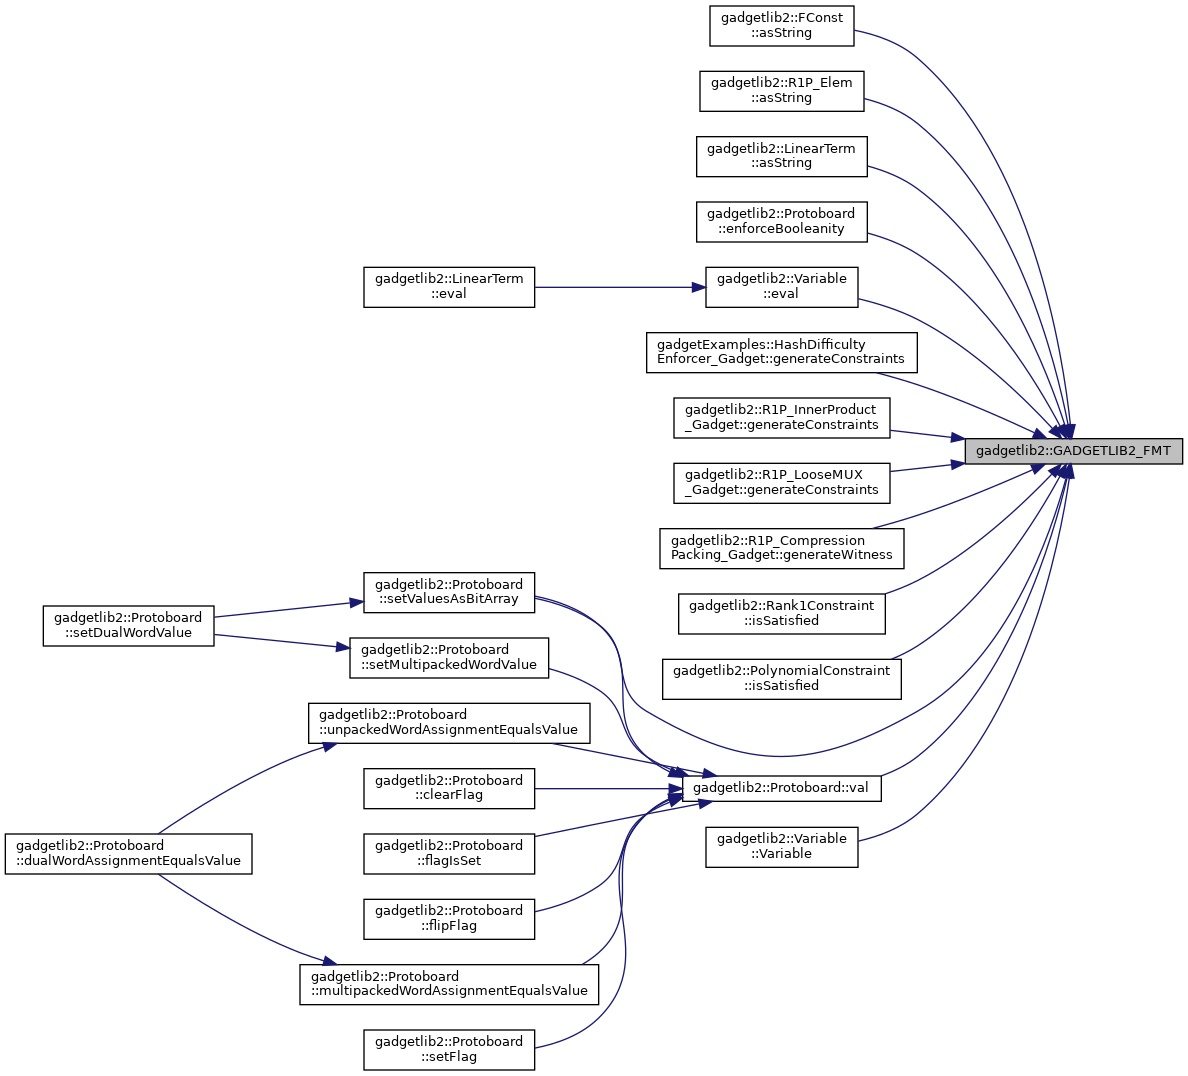 gadgetlib2::FConst
::asString
gadgetlib2::R1P_Elem
::asString
gadgetlib2::LinearTerm
::asString
gadgetlib2::Protoboard
::enforceBooleanity
gadgetlib2::LinearTerm
::eval
gadgetlib2::Variable
::eval
gadgetExamples::HashDifficulty
Enforcer_Gadget::generateConstraints
gadgetlib2::R1P_InnerProduct
_Gadget::generateConstraints
gadgetlib2::GADGETLIB2_FMT
gadgetlib2::R1P_LooseMUX
_Gadget::generateConstraints
gadgetlib2::R1P_Compression
Packing_Gadget::generateWitness
gadgetlib2::Protoboard
::setValuesAsBitArray
gadgetlib2::Rank1Constraint
::isSatisfied
gadgetlib2::Protoboard
::setDualWordValue
gadgetlib2::Protoboard
::setMultipackedWordValue
gadgetlib2::PolynomialConstraint
::isSatisfied
gadgetlib2::Protoboard
::unpackedWordAssignmentEqualsValue
gadgetlib2::Protoboard
::clearFlag
gadgetlib2::Protoboard::val
gadgetlib2::Protoboard
::dualWordAssignmentEqualsValue
gadgetlib2::Protoboard
::flagIsSet
gadgetlib2::Variable
::Variable
gadgetlib2::Protoboard
::flipFlag
gadgetlib2::Protoboard
::multipackedWordAssignmentEqualsValue
gadgetlib2::Protoboard
::setFlag